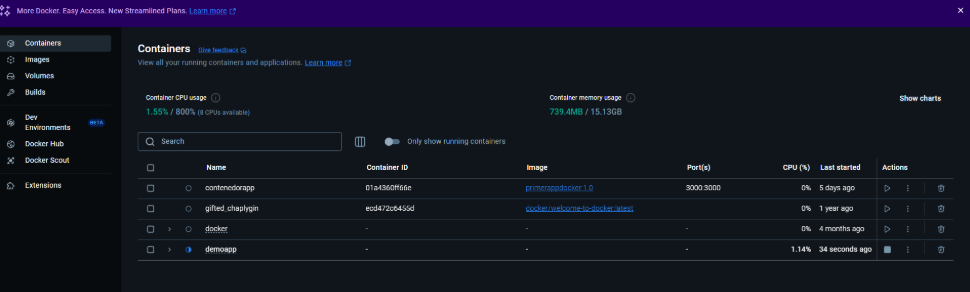 More Docker. Easy Access. New Streamlined Plans. Learn more
Containers
Images
Volumes
Builds
Dev Environments BETA
Docker Hub
Docker Scout
Extensions
Containers Give feedback
View all your running containers and applications. Learn more
Container CPU usage
1.55% / 800% (8 CPUs available)
Container memory usage
739.4MB / 15.13GB
Show charts
Search
Only show running containers
Name Container ID Image Port(s) CPU (%) Last started Actions
contenedorapp 01a4360ff66e primerappdocker:1.0 3000:3000 0% 5 days ago
gifted_chaplygin ecd472c6455d docker/welcome-to-docker:latest 0% 1 year ago
docker - - - 0% 4 months ago
demoapp - - - 1.14% 34 seconds ago